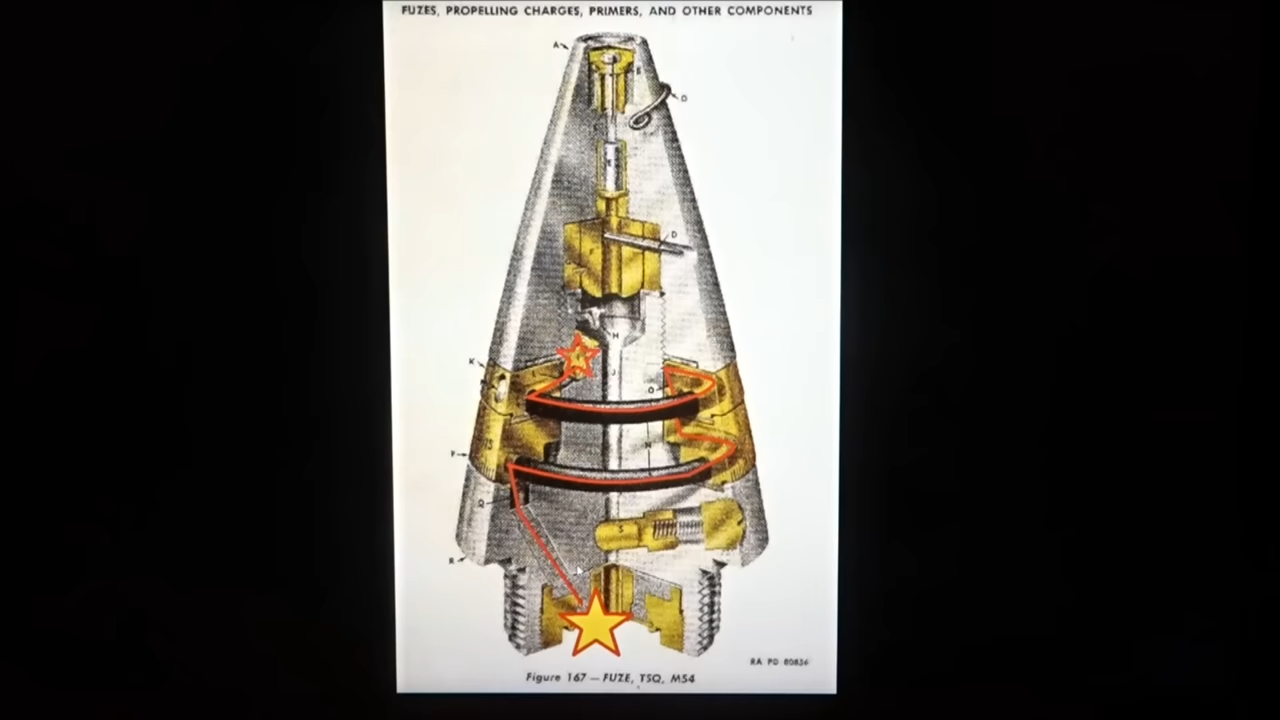 FUZES, PROPELLING CHARGES, PRIMERS, AND OTHER COMPONENTS
A
B
D
D
H
K
J
O
N
P
Q
S
R
RA PD 80836
Figure 167 — FUZE, TSQ, M54